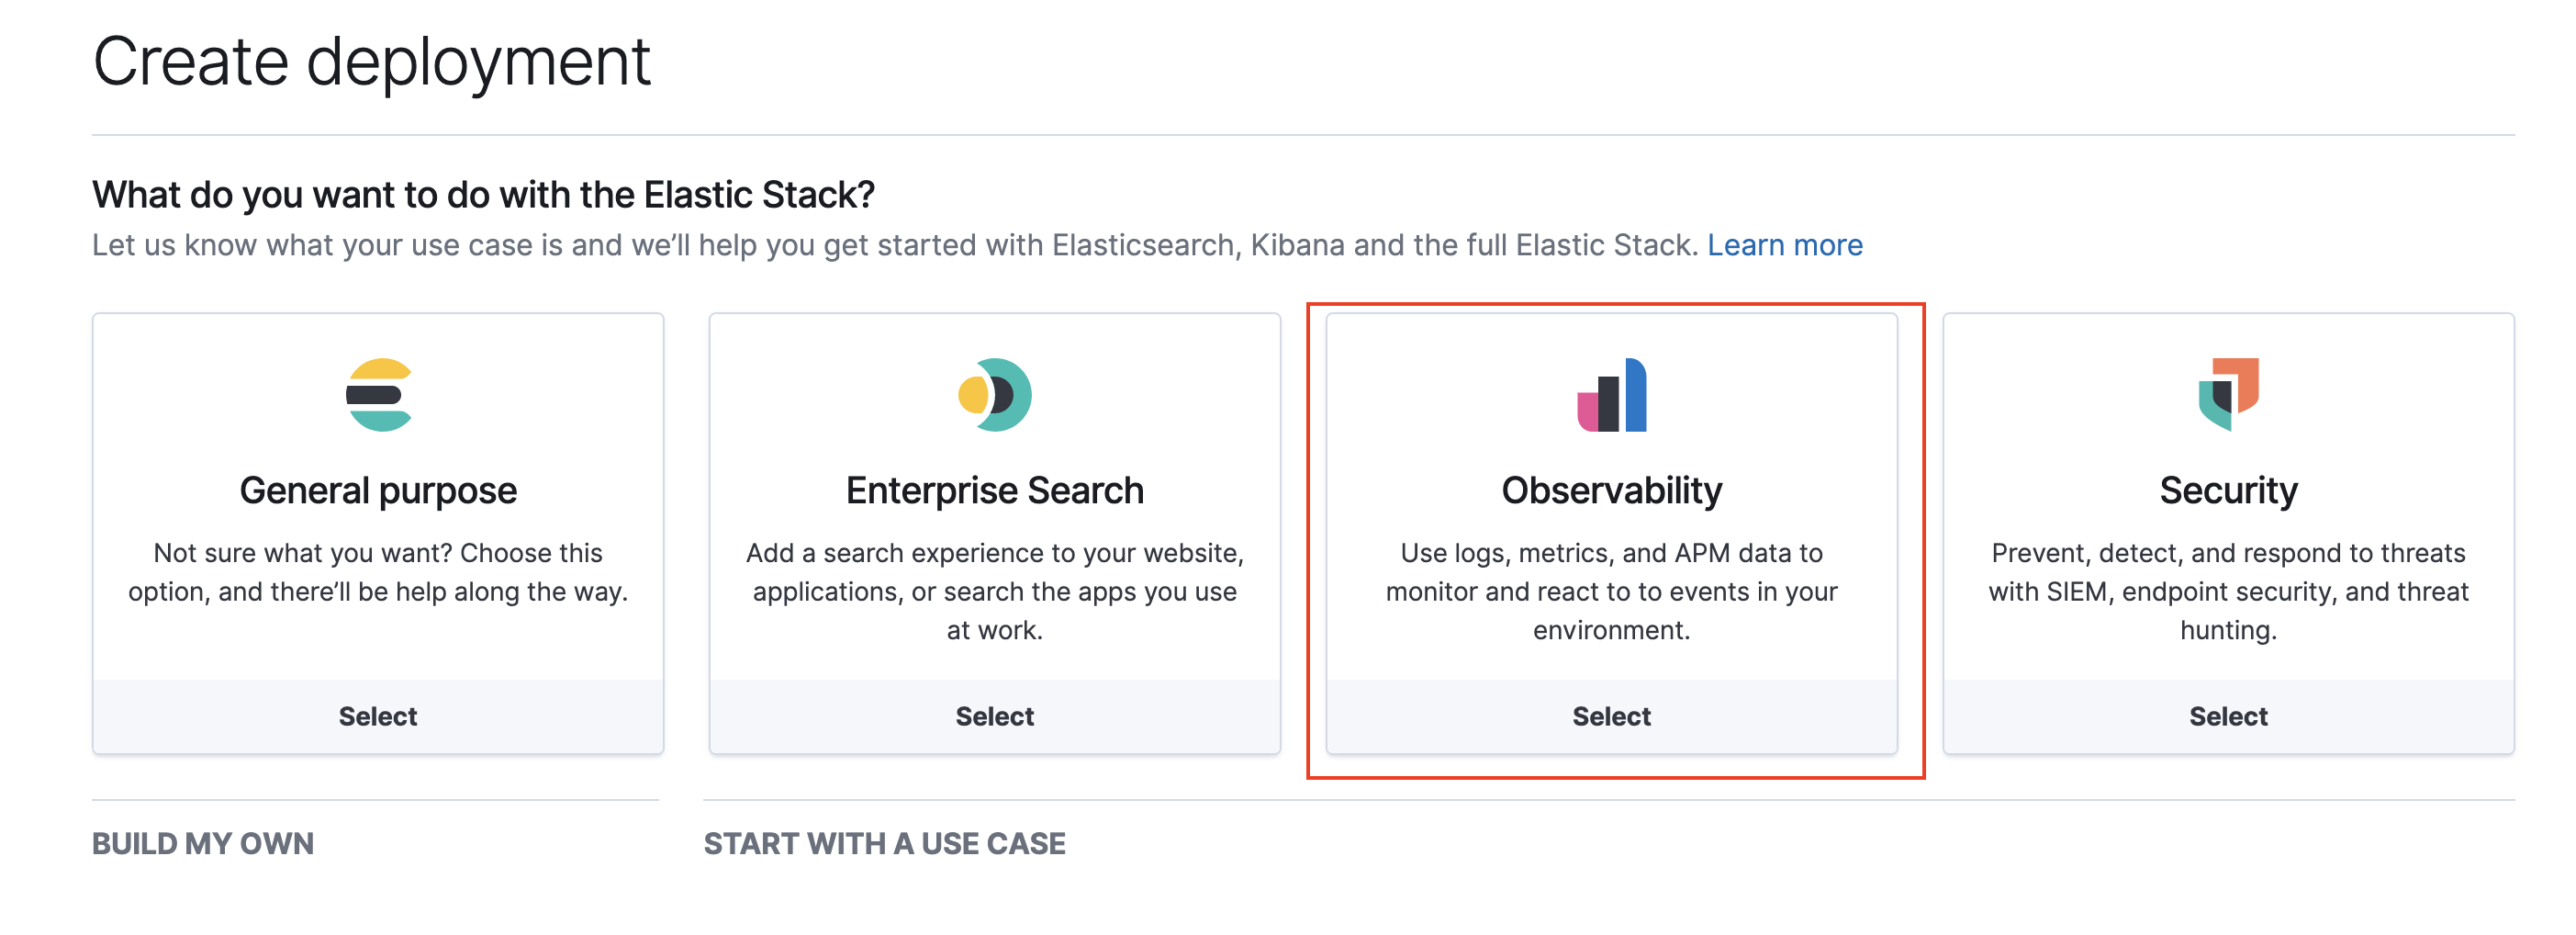 Create deployment
What do you want to do with the Elastic Stack?
Let us know what your use case is and we’ll help you get started with Elasticsearch, Kibana and the full Elastic Stack. Learn more
General purpose
Not sure what you want? Choose this
option, and there’ll be help along the way.
Select
Enterprise Search
Add a search experience to your website,
applications, or search the apps you use
at work.
Select
Observability
Use logs, metrics, and APM data to
monitor and react to to events in your
environment.
Select
Security
Prevent, detect, and respond to threats
with SIEM, endpoint security, and threat
hunting.
Select
BUILD MY OWN
START WITH A USE CASE